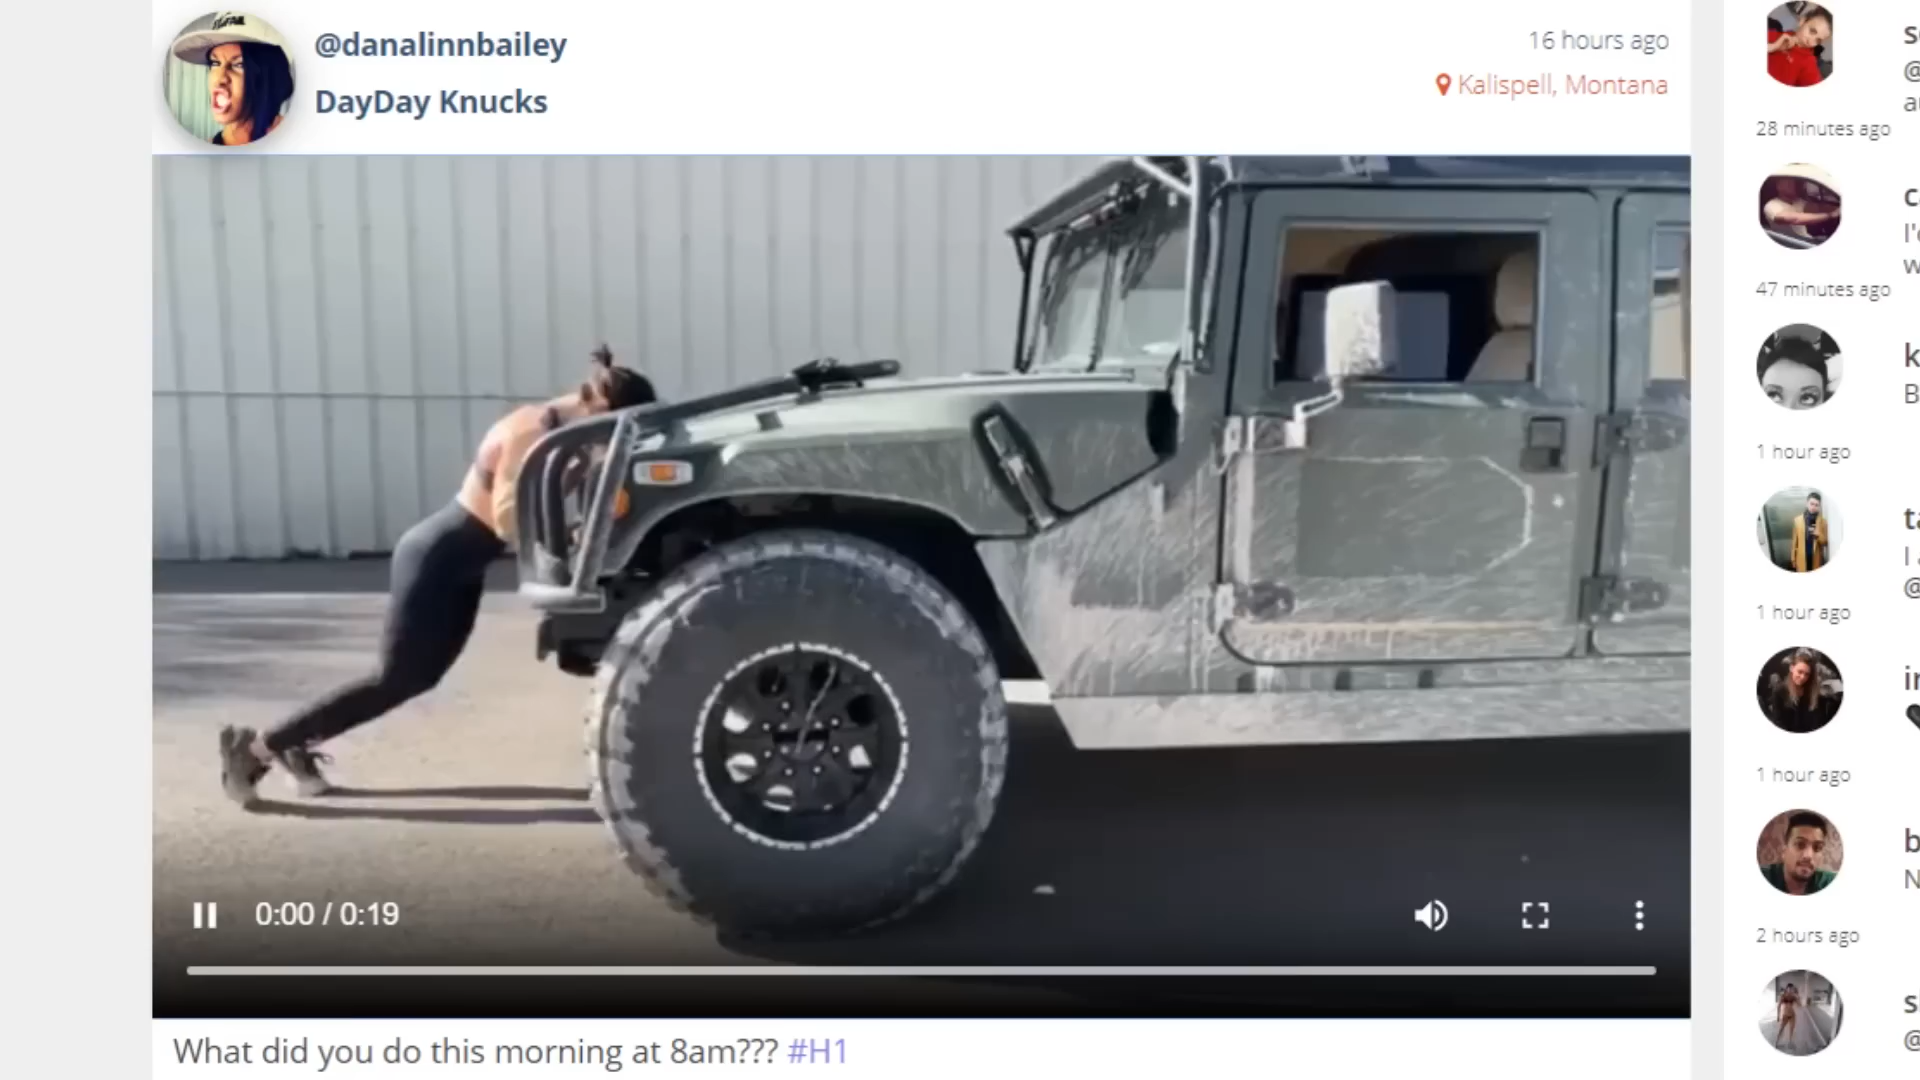 @danalinnbailey
DayDay Knucks
16 hours ago
Kalispell, Montana
0:00 / 0:19
What did you do this morning at 8am??? #H1
28 minutes ago
47 minutes ago
1 hour ago
1 hour ago
1 hour ago
2 hours ago